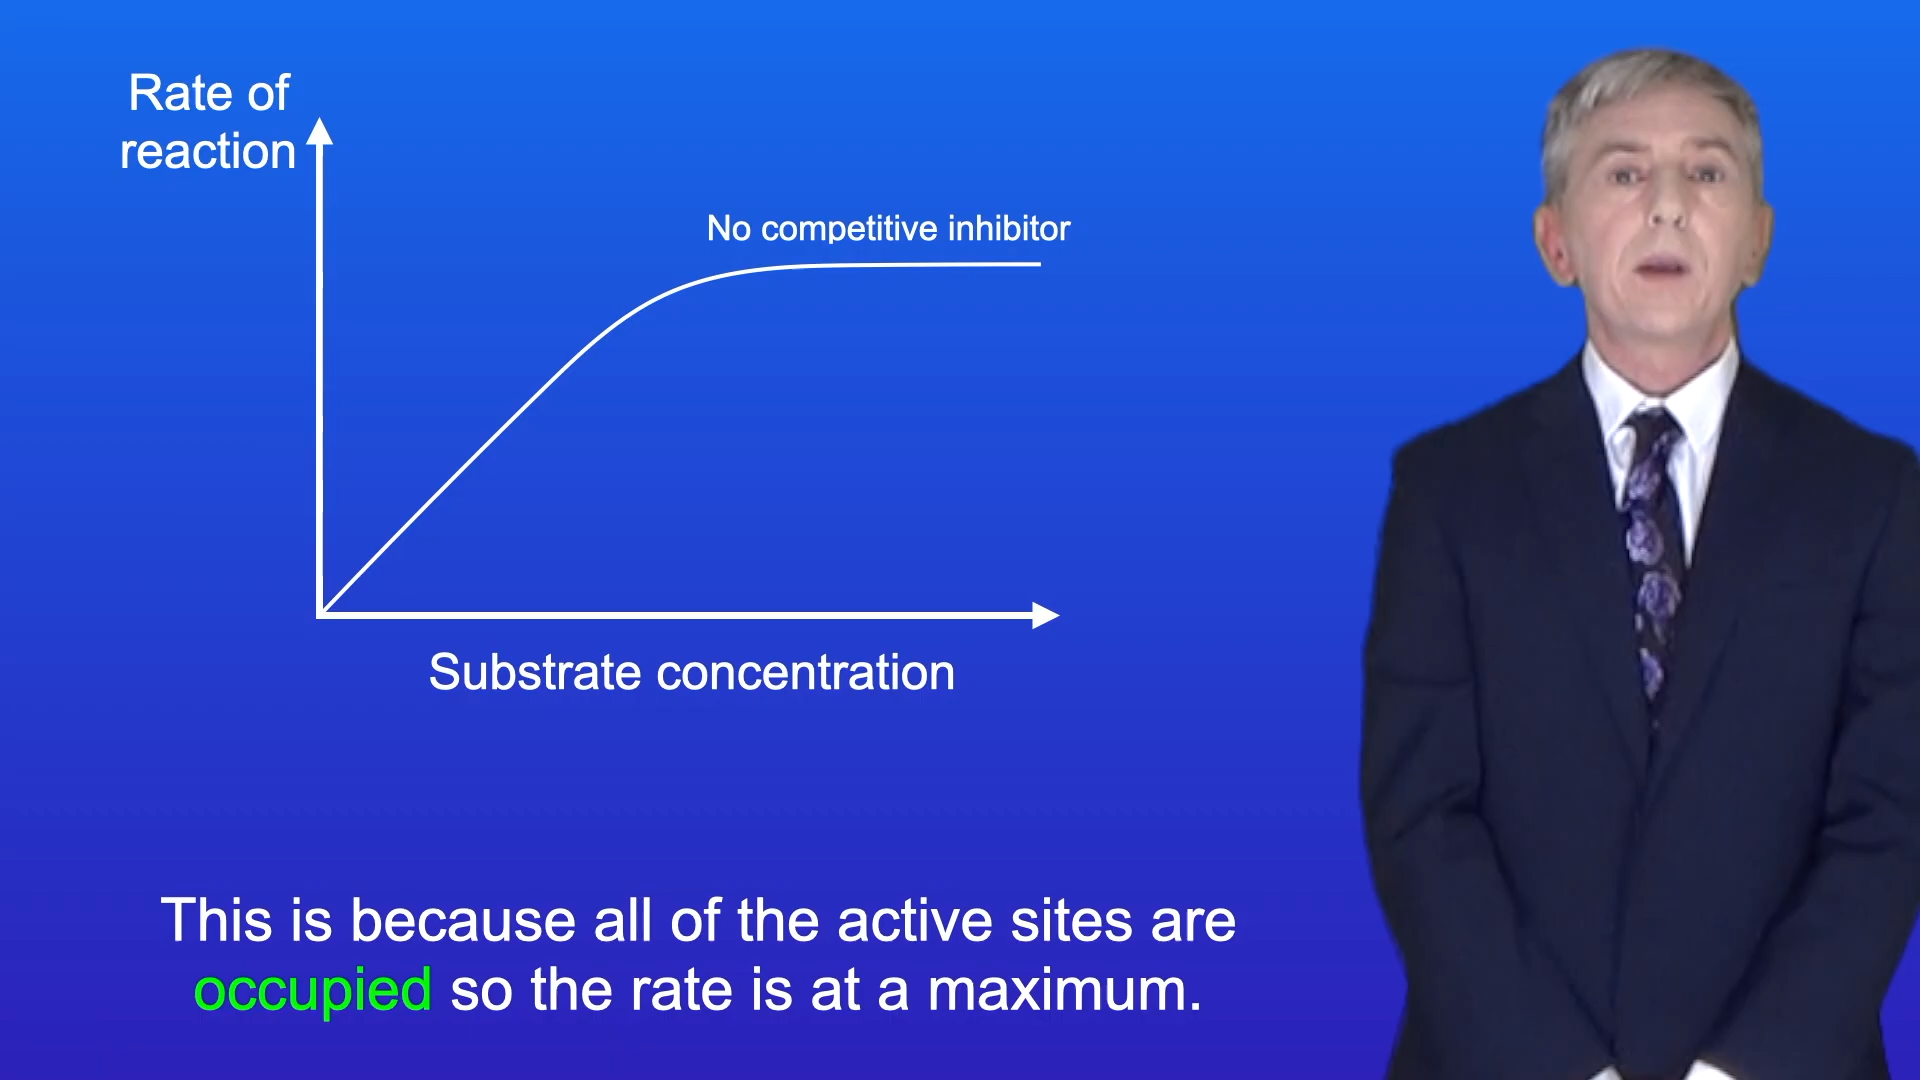 Rate of
reaction
No competitive inhibitor
Substrate concentration
This is because all of the active sites are
occupied so the rate is at a maximum.